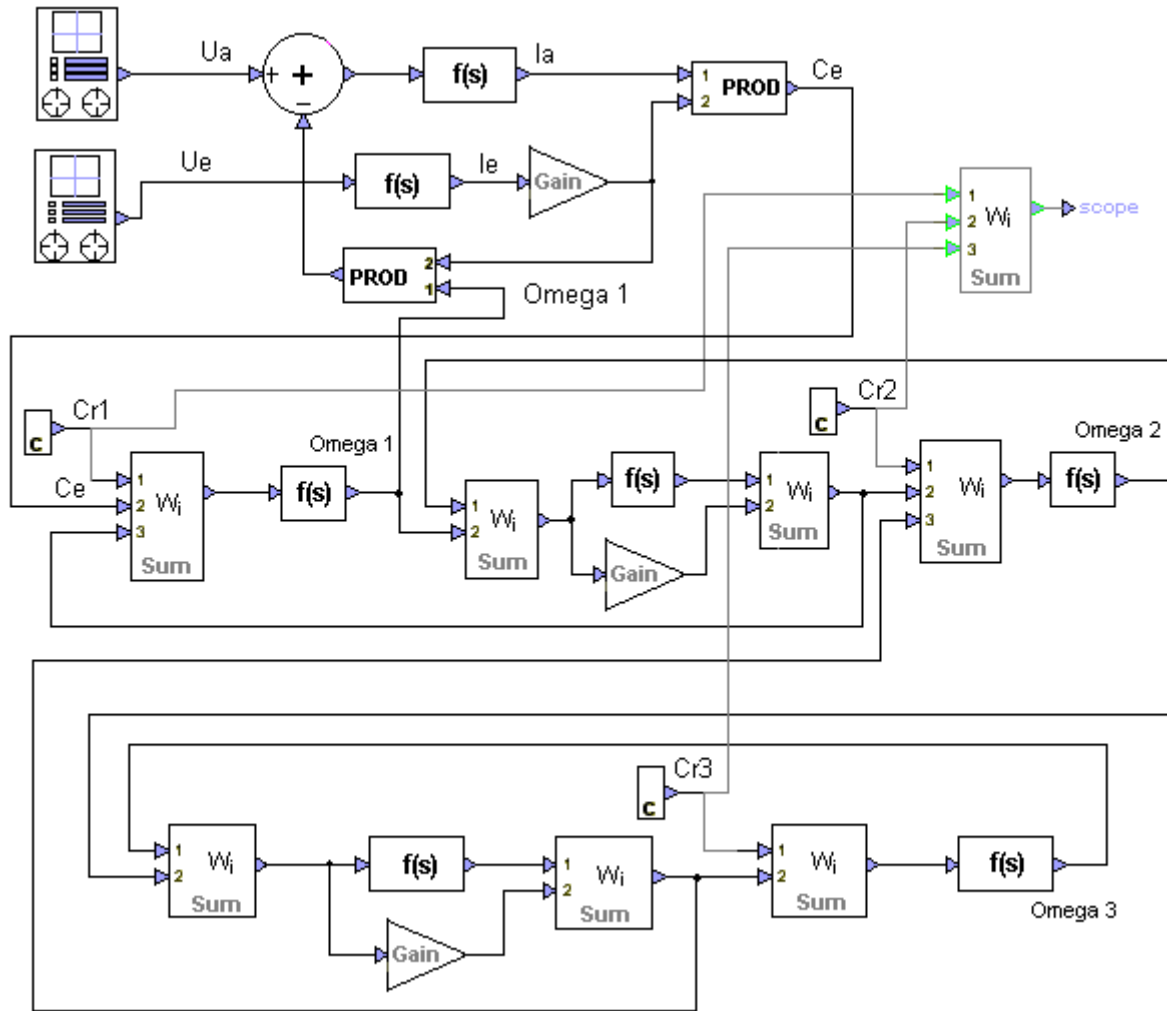 Ua
+
+
−
f(s)
Ia
1
2
PROD
Ce
Ue
f(s)
Ie
Gain
1
2
3
Wi
Sum
scope
PROD
2
1
Omega 1
C
Cr1
Ce
1
2
3
Wi
Sum
Omega 1
f(s)
1
2
Wi
Sum
f(s)
Gain
1
2
Wi
Sum
C
Cr2
1
2
3
Wi
Sum
Omega 2
f(s)
1
2
Wi
Sum
f(s)
Gain
1
2
Wi
Sum
C
Cr3
1
2
Wi
Sum
f(s)
Omega 3